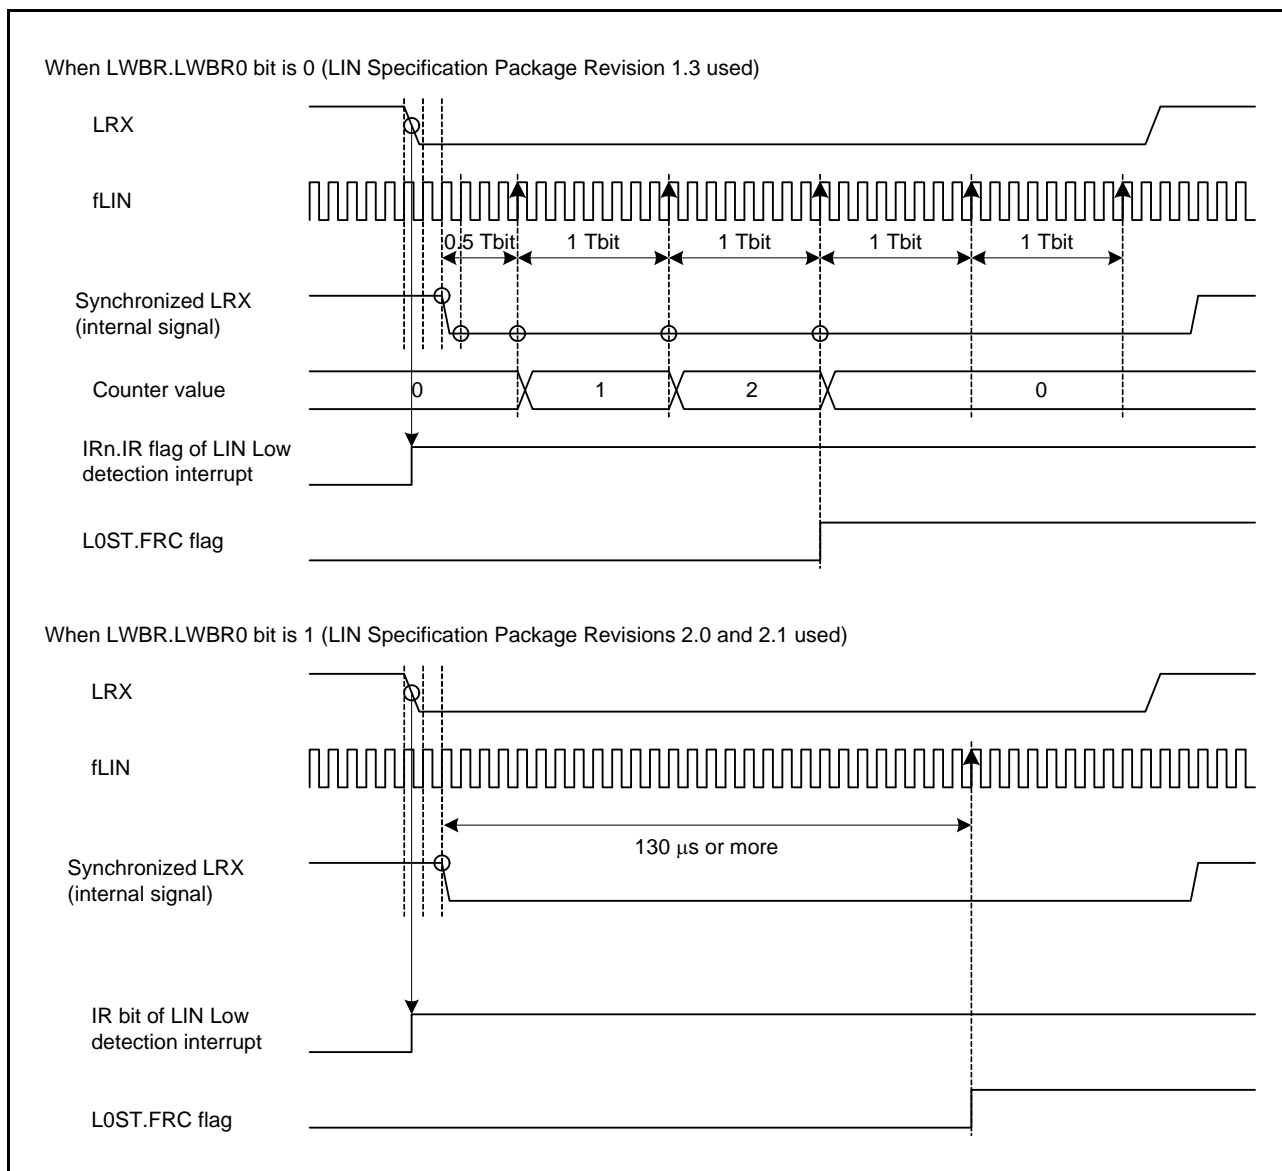 When LWBR.LWBR0 bit is 0 (LIN Specification Package Revision 1.3 used)
LRX
fLIN
0.5 Tbit
1 Tbit
1 Tbit
1 Tbit
1 Tbit
Synchronized LRX
(internal signal)
Counter value
0
1
2
0
IRn.IR flag of LIN Low
detection interrupt
L0ST.FRC flag
When LWBR.LWBR0 bit is 1 (LIN Specification Package Revisions 2.0 and 2.1 used)
LRX
fLIN
130 μs or more
Synchronized LRX
(internal signal)
IR bit of LIN Low
detection interrupt
L0ST.FRC flag